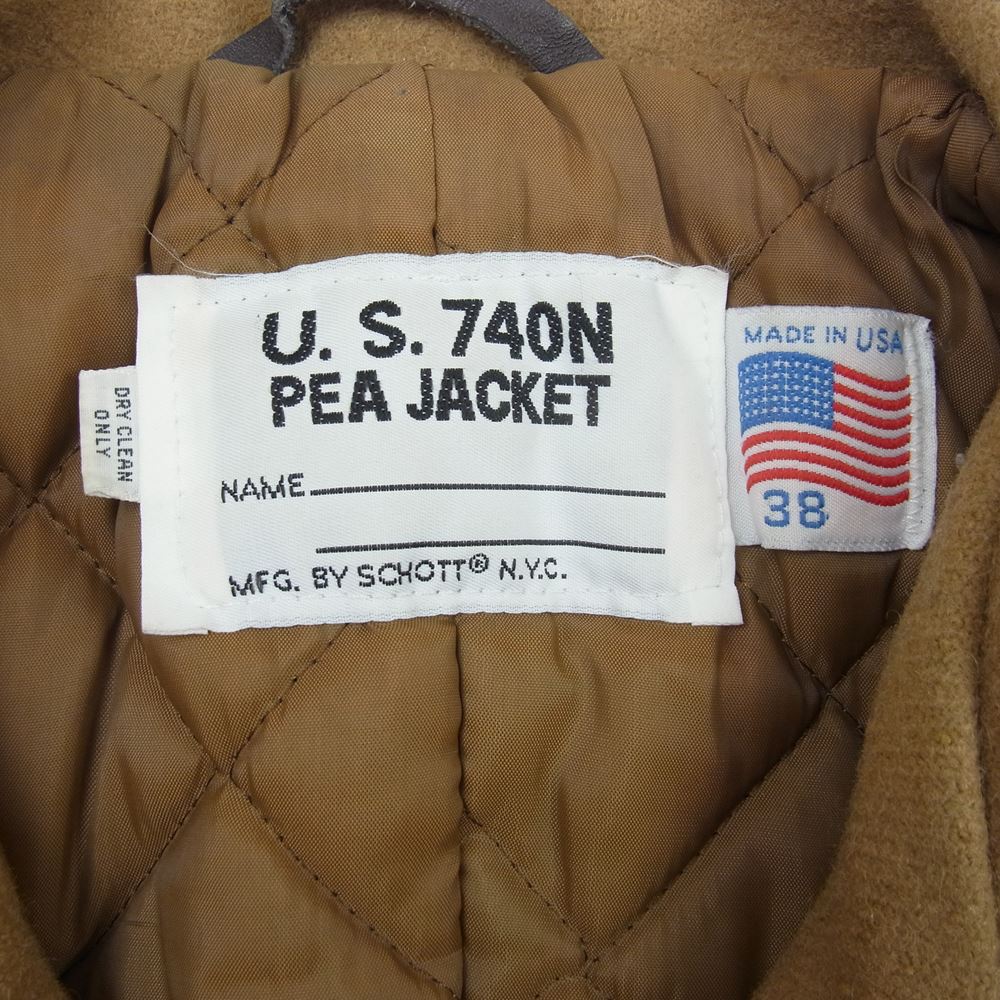 U. S. 740N
PEA JACKET
NAME
MFG. BY SCHOTT® N.Y.C.
DRY CLEAN
ONLY
MADE IN USA
38